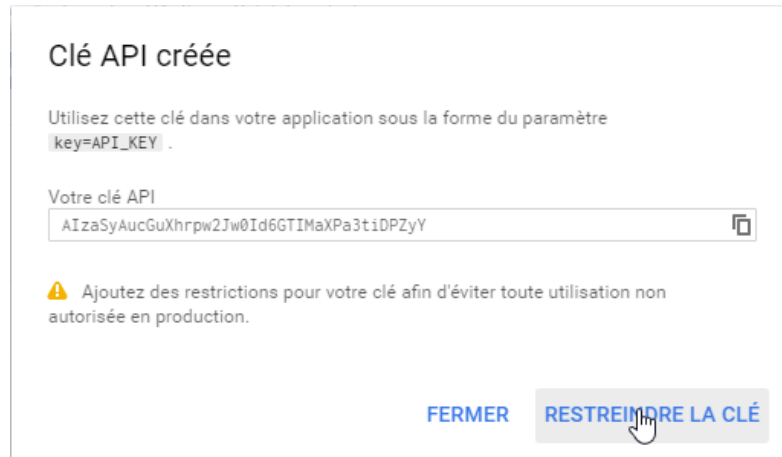 Clé API créée
Utilisez cette clé dans votre application sous la forme du paramètre
key=API_KEY .
Votre clé API
AIzaSyAucGuXhrpw2Jw0Id6GTIMaXPa3tiDPZyY
Ajoutez des restrictions pour votre clé afin d'éviter toute utilisation non
autorisée en production.
FERMER RESTREINDRE LA CLÉ